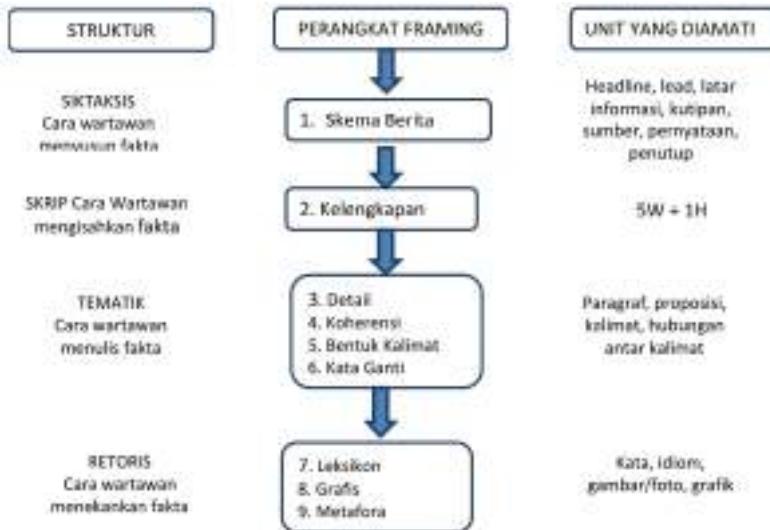 STRUKTUR
PERANGKAT FRAMING
UNIT YANG DIAMATI
SIKTAKSIS
Cara wartawan
menyusun fakta
1. Skema Berita
Headline, lead, latar
informasi, kutipan,
sumber, pernyataan,
penutup
SKRIP Cara Wartawan
mengisahkan fakta
2. Kelengkapan
5W + 1H
TEMATIK
Cara wartawan
menulis fakta
3. Detail
4. Koherensi
5. Bentuk Kalimat
6. Kata Ganti
Paragraf, proposisi,
kalimat, hubungan
antar kalimat
RETORIS
Cara wartawan
menekankan fakta
7. Leksikon
8. Grafis
9. Metafora
Kata, idiom,
gambar/foto, grafik